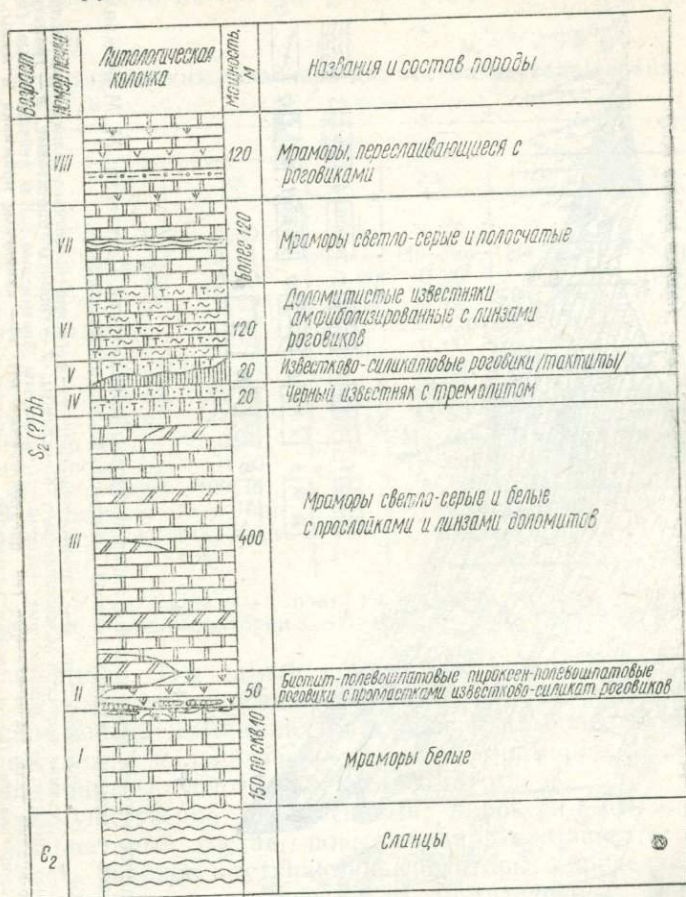 Возраст
Номер пачки
Литологическая
колонка
Мощность,
м
Названия и состав породы
S₂(?)bh
VIII
120
Мраморы, переслаивающиеся с
роговиками
VII
Более 120
Мраморы светло-серые и полосчатые
VI
120
Доломитистые известняки
амфиболизированные с линзами
роговиков
V
20
Известково-силикатовые роговики /тактиты/
IV
20
Черный известняк с тремолитом
III
400
Мраморы светло-серые и белые
с прослойками и линзами доломитов
II
50
Биотит-полевошпатовые пироксен-полевошпатовые
роговики с пропластками известково-силикат. роговиков
I
150 по скв.10
Мраморы белые
Є₂
Сланцы